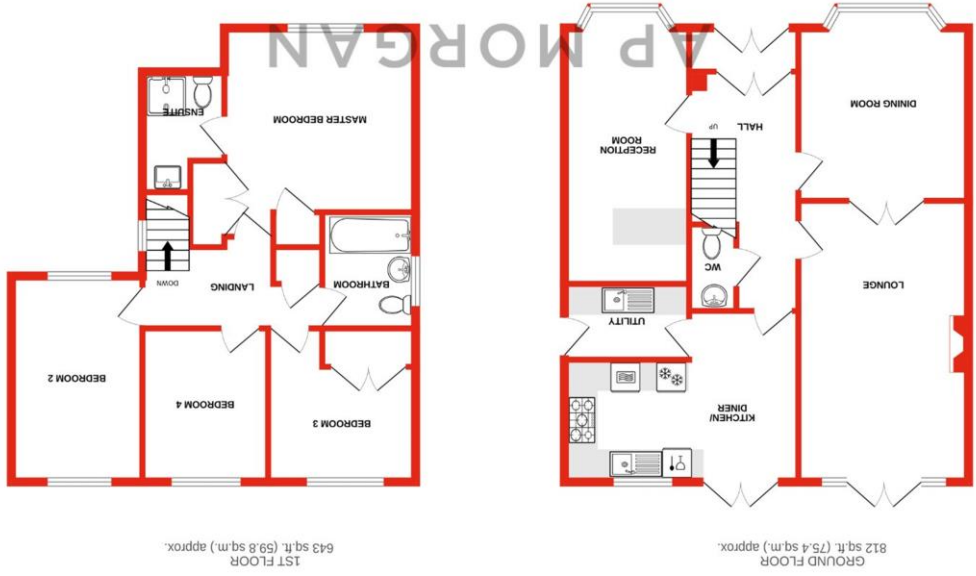 GROUND FLOOR
812 sq.ft. (75.4 sq.m.) approx.
1ST FLOOR
643 sq.ft. (59.8 sq.m.) approx.
LOUNGE
KITCHEN/
DINER
UTILITY
WC
DINING ROOM
HALL
UP
RECEPTION
ROOM
BEDROOM 3
BEDROOM 4
BEDROOM 2
BATHROOM
LANDING
DOWN
MASTER BEDROOM
ENSUITE
AP MORGAN